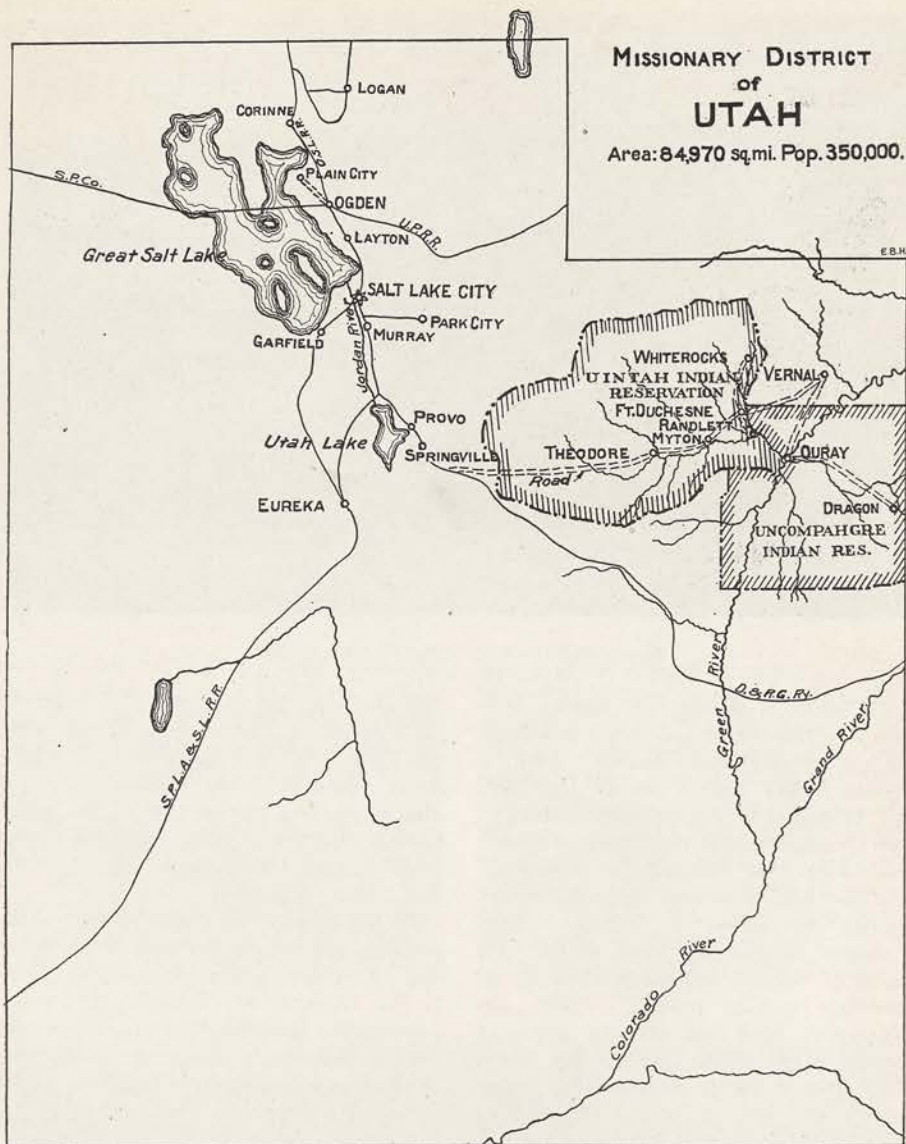 MISSIONARY DISTRICT
of
UTAH
Area: 84,970 sq. mi. Pop. 350,000.
E.B.H.
LOGAN
CORINNE
O.S.L.R.R.
PLAIN CITY
S.P.Co.
OGDEN
U.P.R.R.
LAYTON
Great Salt Lake
SALT LAKE CITY
PARK CITY
GARFIELD
MURRAY
Jordan River
WHITEROCKS
UINTAH INDIAN
RESERVATION
VERNAL
FT. DUCHESNE
RANDLETT
MYTON
PROVO
Utah Lake
SPRINGVILLE
THEODORE
OURAY
Road
EUREKA
DRAGON
UNCOMPAHGRE
INDIAN RES.
D. & R. G. Ry.
Green River
Grand River
S.P.L.A. & S.L.R.R.
Colorado River